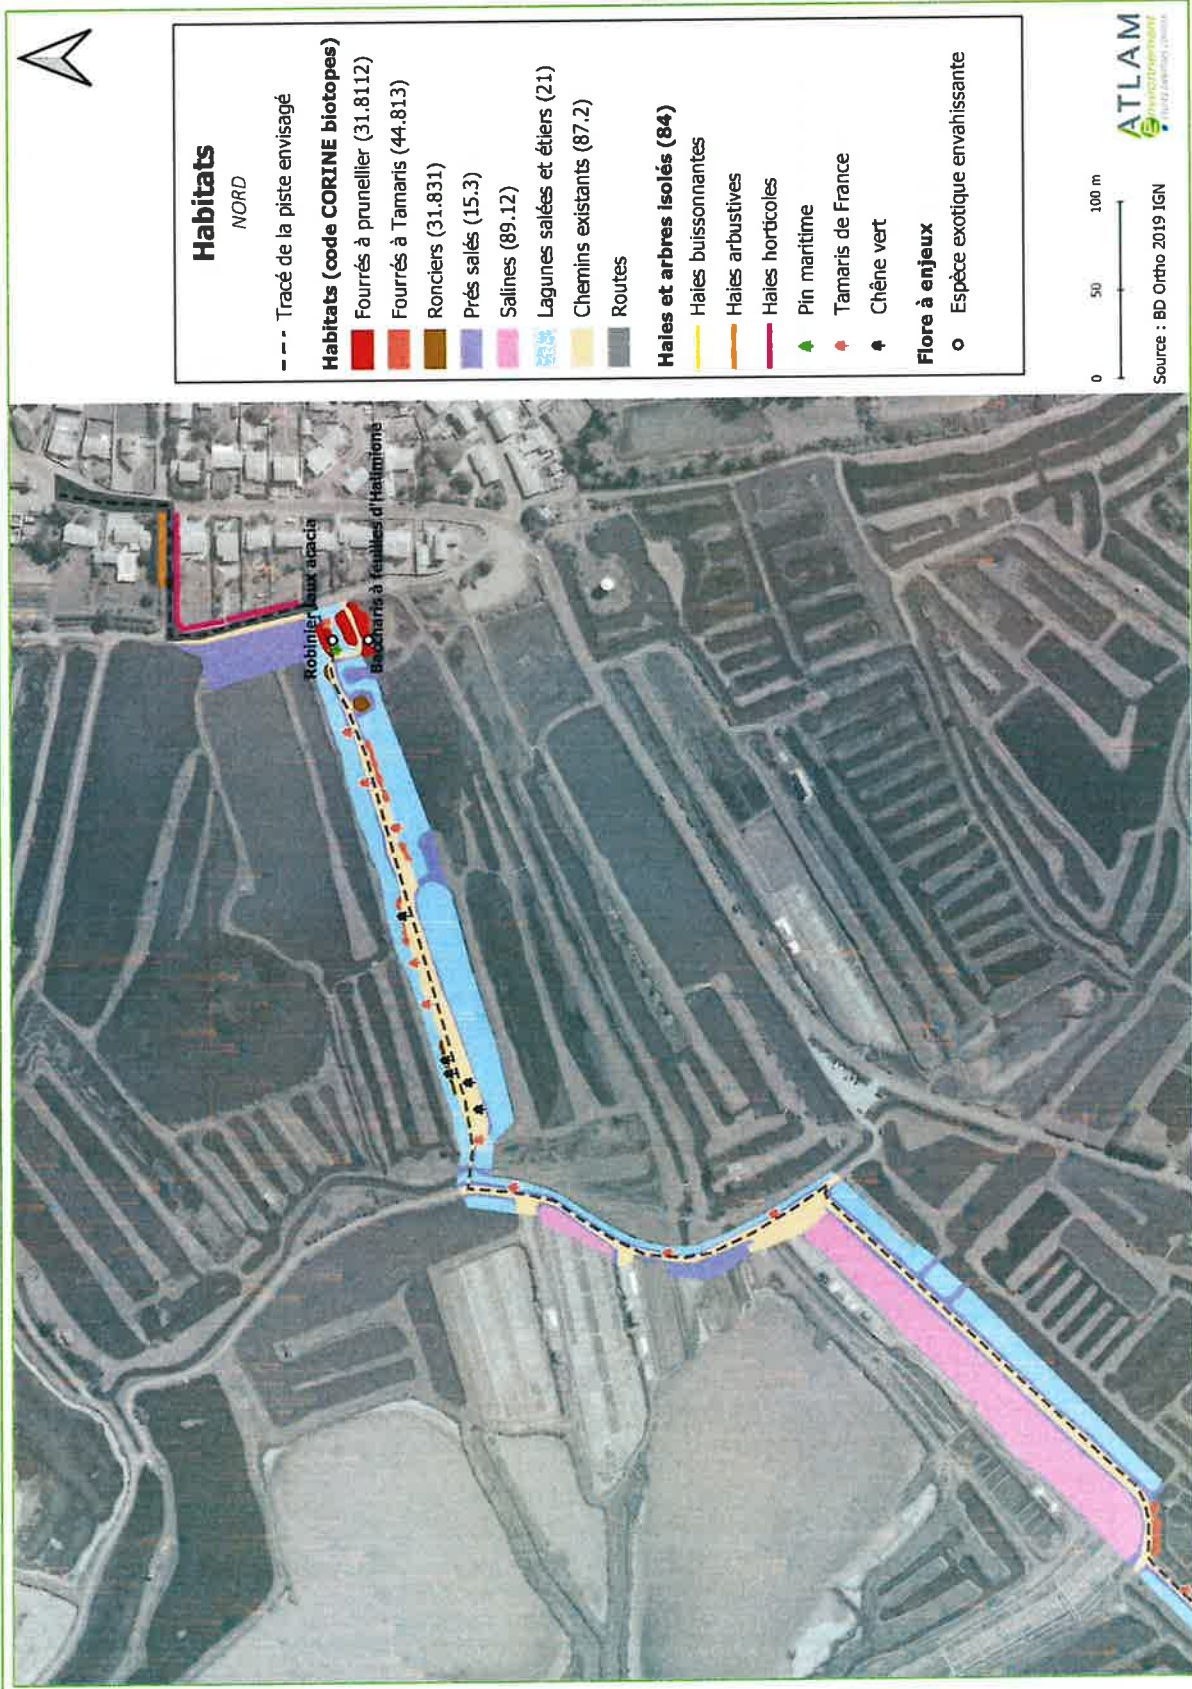 Habitats
NORD
Tracé de la piste envisagé
Habitats (code CORINE biotopes)
Fourrés à prunellier (31.8112)
Fourrés à Tamaris (44.813)
Ronciers (31.831)
Prés salés (15.3)
Salines (89.12)
Lagunes salées et étiers (21)
Chemins existants (87.2)
Routes
Haies et arbres isolés (84)
Haies buissonnantes
Haies arbustives
Haies horticoles
Pin maritime
Tamaris de France
Chêne vert
Flore à enjeux
Espèce exotique envahissante
0 50 100 m
Source : BD Ortho 2019 IGN
ATLAM
Environnement
Robinier faux acacia
Baccharis à feuilles d'Halimione